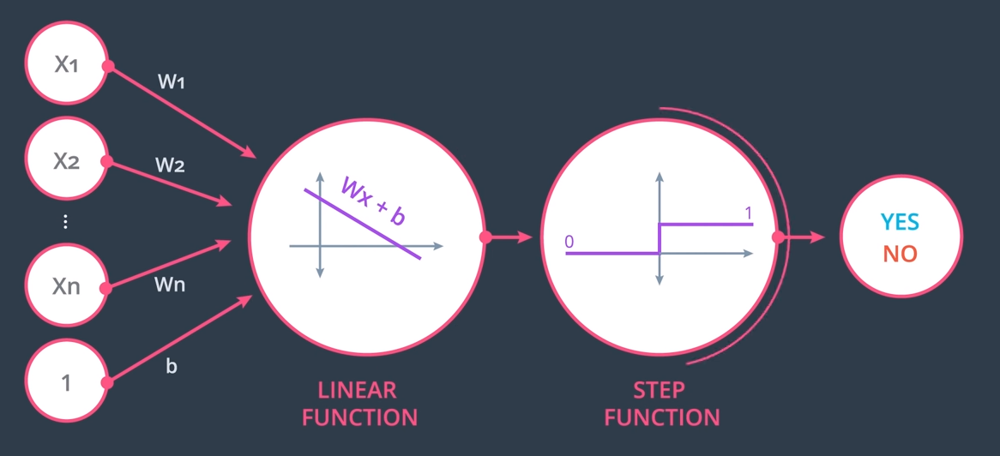 X1
W1
X2
W2
⋮
Xn
Wn
1
b
Wx + b
LINEAR
FUNCTION
0
1
STEP
FUNCTION
YES
NO